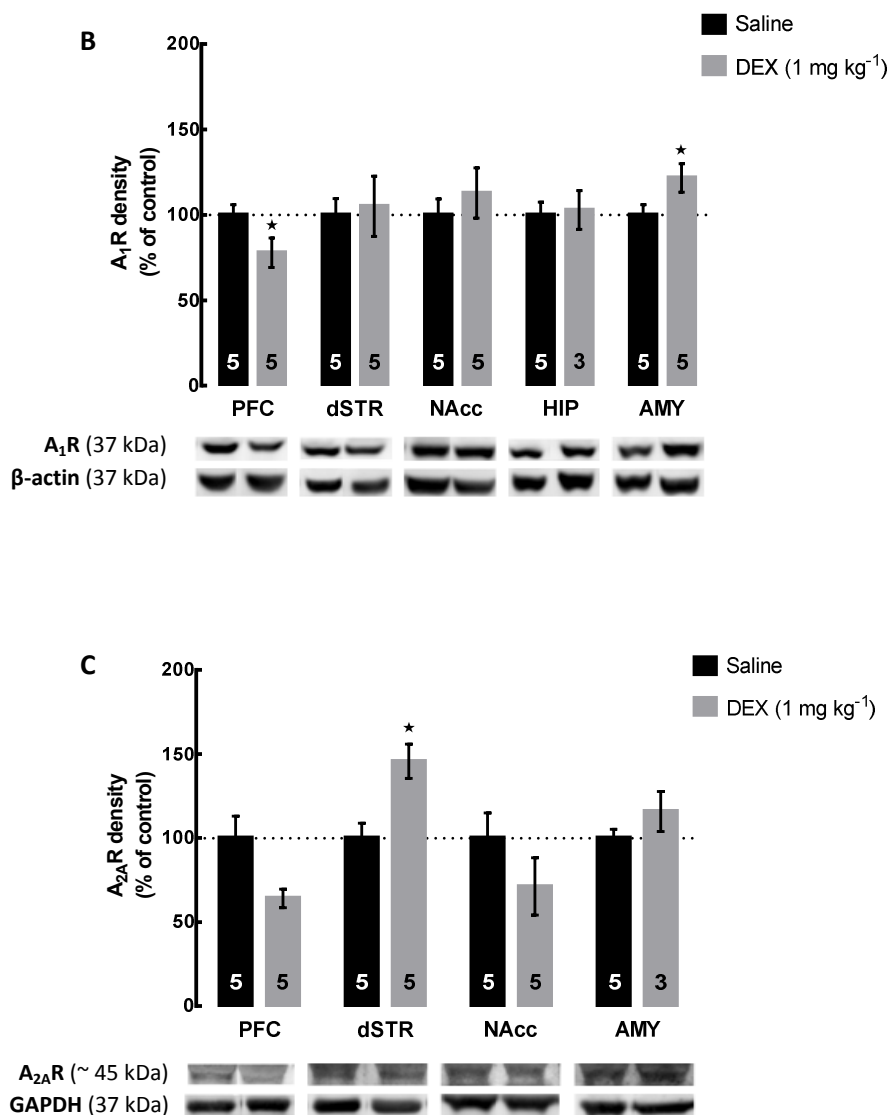 B
Saline
DEX (1 mg kg⁻¹)
A₁R density
(% of control)
200
150
100
50
0
★
★
5 5 5 5 5 5 5 3 5 5
PFC dSTR NAcc HIP AMY
A₁R (37 kDa)
β-actin (37 kDa)
C
Saline
DEX (1 mg kg⁻¹)
A₂ₐR density
(% of control)
200
150
100
50
0
★
5 5 5 5 5 5 5 3
PFC dSTR NAcc AMY
A₂ₐR (~ 45 kDa)
GAPDH (37 kDa)